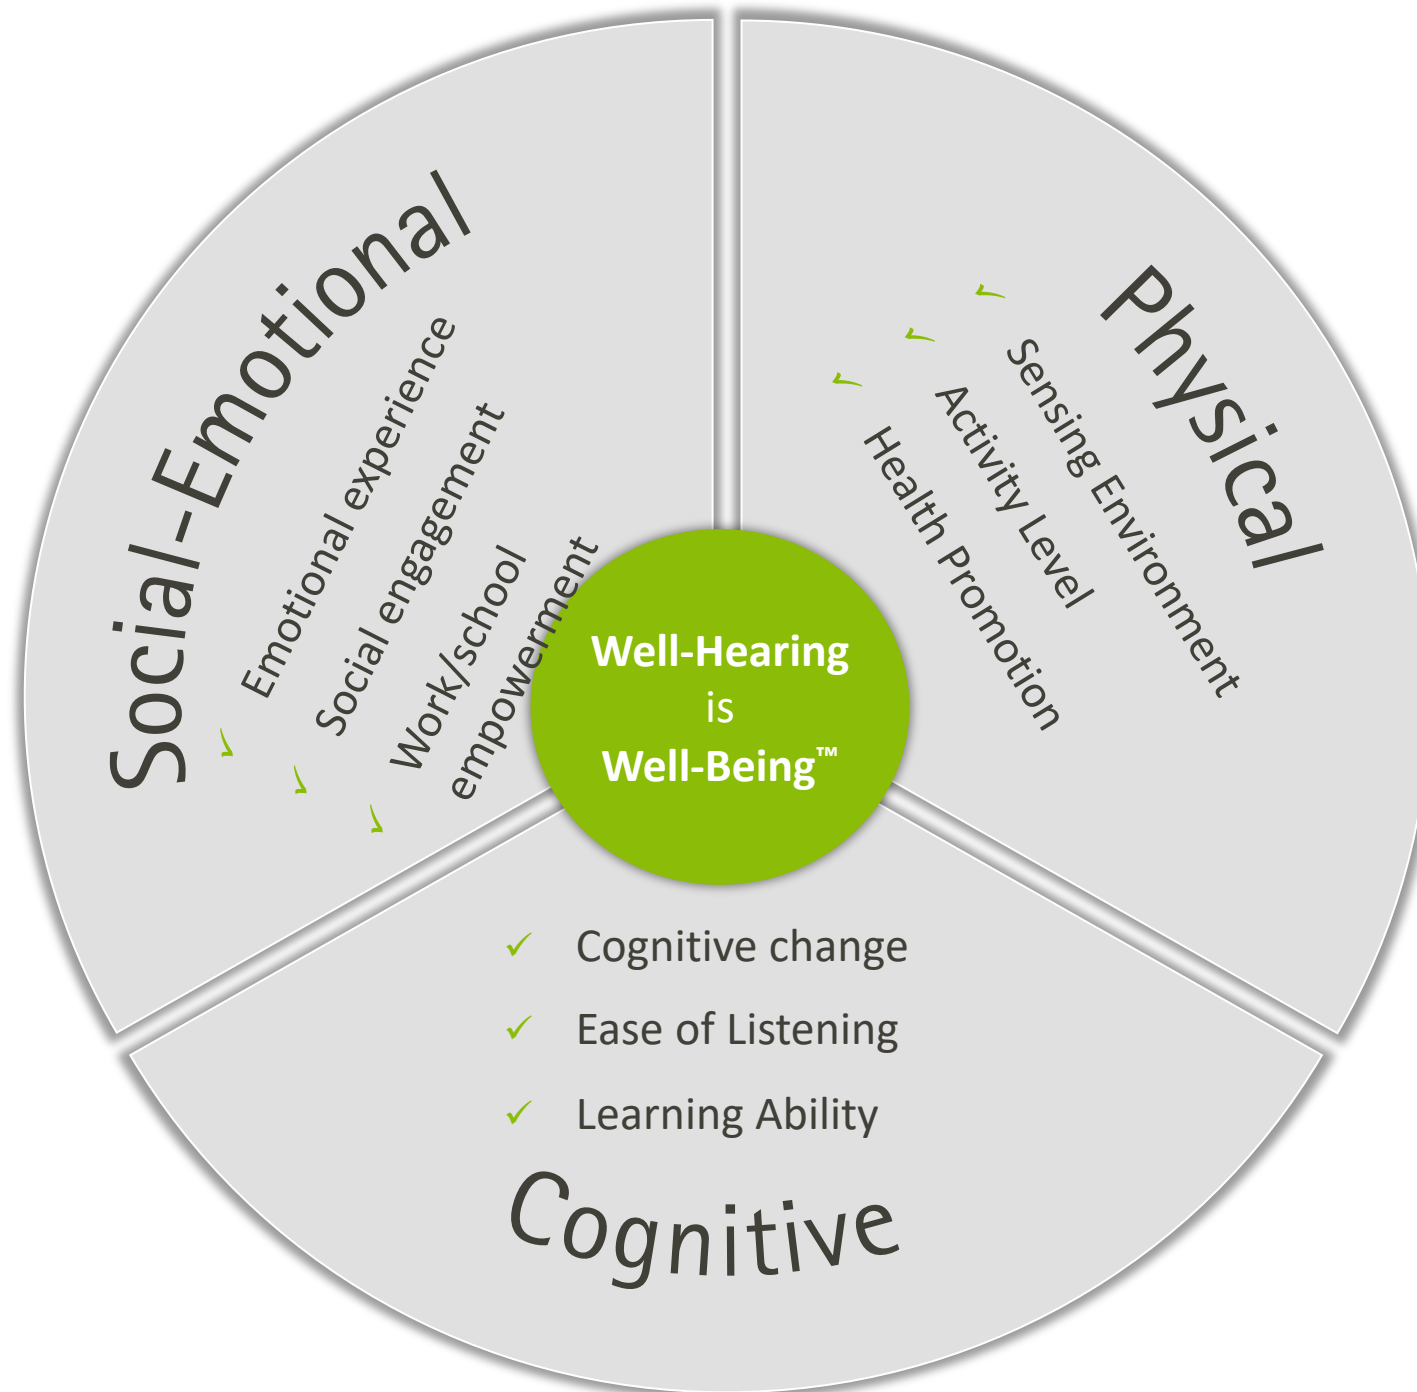 Social-Emotional
Emotional experience
Social engagement
Work/school
empowerment
Physical
Sensing Environment
Activity Level
Health Promotion
Well-Hearing
is
Well-Being™
Cognitive change
Ease of Listening
Learning Ability
Cognitive